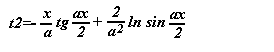 t2=- x/a tg ax/2 + 2/a² ln sin ax/2